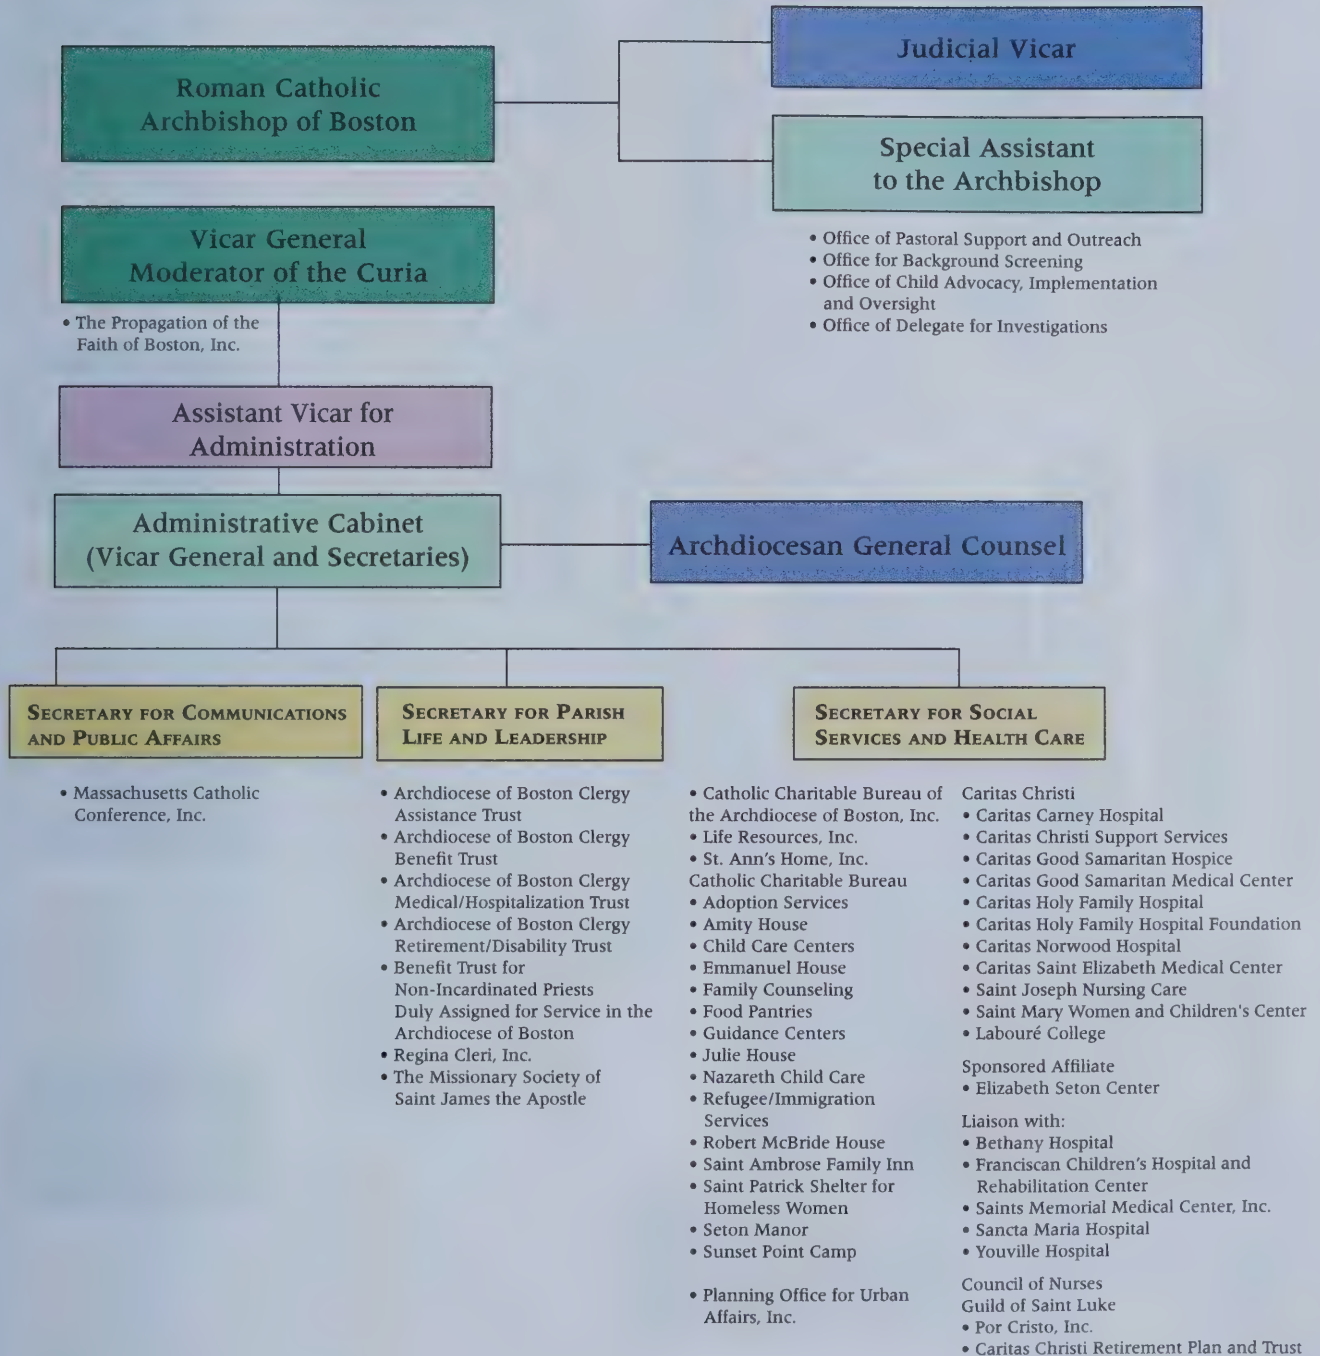 Roman Catholic
Archbishop of Boston
Judicial Vicar
Special Assistant
to the Archbishop
• Office of Pastoral Support and Outreach
• Office for Background Screening
• Office of Child Advocacy, Implementation
and Oversight
• Office of Delegate for Investigations
Vicar General
Moderator of the Curia
• The Propagation of the
Faith of Boston, Inc.
Assistant Vicar for
Administration
Administrative Cabinet
(Vicar General and Secretaries)
Archdiocesan General Counsel
SECRETARY FOR COMMUNICATIONS
AND PUBLIC AFFAIRS
• Massachusetts Catholic
Conference, Inc.
SECRETARY FOR PARISH
LIFE AND LEADERSHIP
• Archdiocese of Boston Clergy
Assistance Trust
• Archdiocese of Boston Clergy
Benefit Trust
• Archdiocese of Boston Clergy
Medical/Hospitalization Trust
• Archdiocese of Boston Clergy
Retirement/Disability Trust
• Benefit Trust for
Non-Incardinated Priests
Duly Assigned for Service in the
Archdiocese of Boston
• Regina Cleri, Inc.
• The Missionary Society of
Saint James the Apostle
SECRETARY FOR SOCIAL
SERVICES AND HEALTH CARE
• Catholic Charitable Bureau of
the Archdiocese of Boston, Inc.
• Life Resources, Inc.
• St. Ann's Home, Inc.
Catholic Charitable Bureau
• Adoption Services
• Amity House
• Child Care Centers
• Emmanuel House
• Family Counseling
• Food Pantries
• Guidance Centers
• Julie House
• Nazareth Child Care
• Refugee/Immigration
Services
• Robert McBride House
• Saint Ambrose Family Inn
• Saint Patrick Shelter for
Homeless Women
• Seton Manor
• Sunset Point Camp
• Planning Office for Urban
Affairs, Inc.
Caritas Christi
• Caritas Carney Hospital
• Caritas Christi Support Services
• Caritas Good Samaritan Hospice
• Caritas Good Samaritan Medical Center
• Caritas Holy Family Hospital
• Caritas Holy Family Hospital Foundation
• Caritas Norwood Hospital
• Caritas Saint Elizabeth Medical Center
• Saint Joseph Nursing Care
• Saint Mary Women and Children's Center
• Labouré College
Sponsored Affiliate
• Elizabeth Seton Center
Liaison with:
• Bethany Hospital
• Franciscan Children's Hospital and
Rehabilitation Center
• Saints Memorial Medical Center, Inc.
• Sancta Maria Hospital
• Youville Hospital
Council of Nurses
Guild of Saint Luke
• Por Cristo, Inc.
• Caritas Christi Retirement Plan and Trust